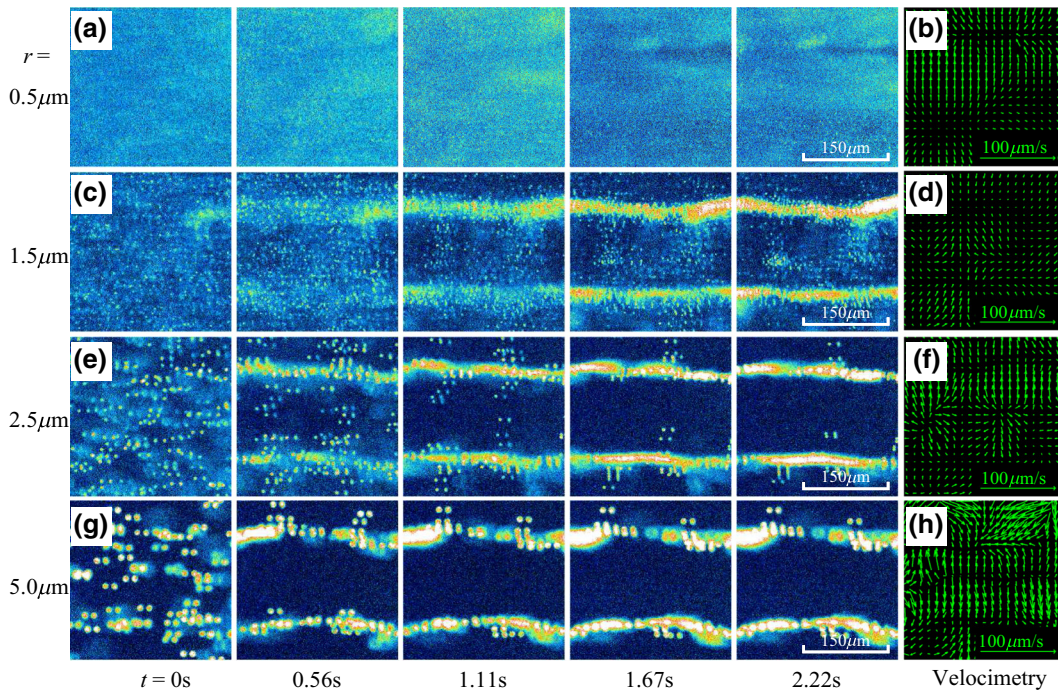 (a)
(b)
r =
0.5μm
150μm
100μm/s
(c)
(d)
1.5μm
150μm
100μm/s
(e)
(f)
2.5μm
150μm
100μm/s
(g)
(h)
5.0μm
150μm
100μm/s
t = 0s 0.56s 1.11s 1.67s 2.22s Velocimetry